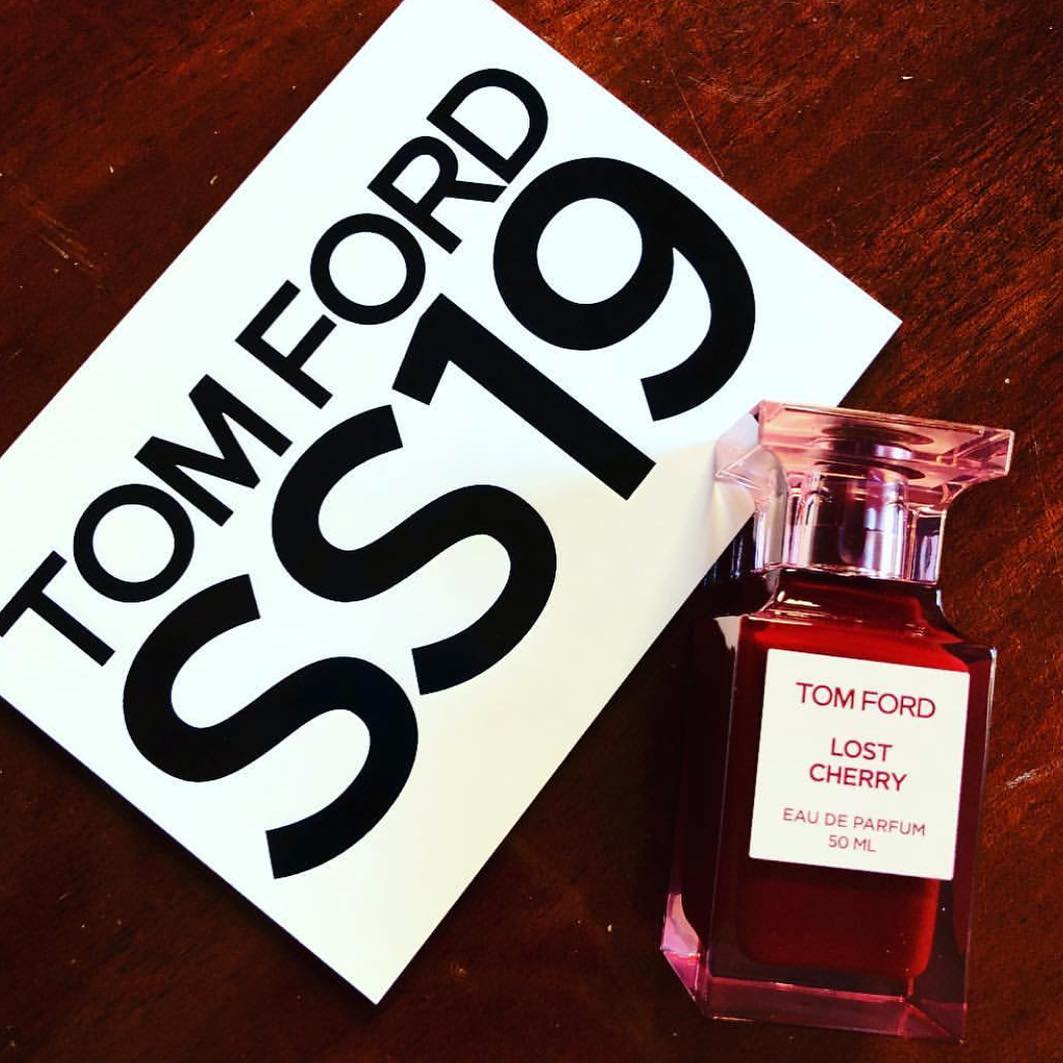 TOM FORD
SS19
TOM FORD
LOST
CHERRY
EAU DE PARFUM
50 ML